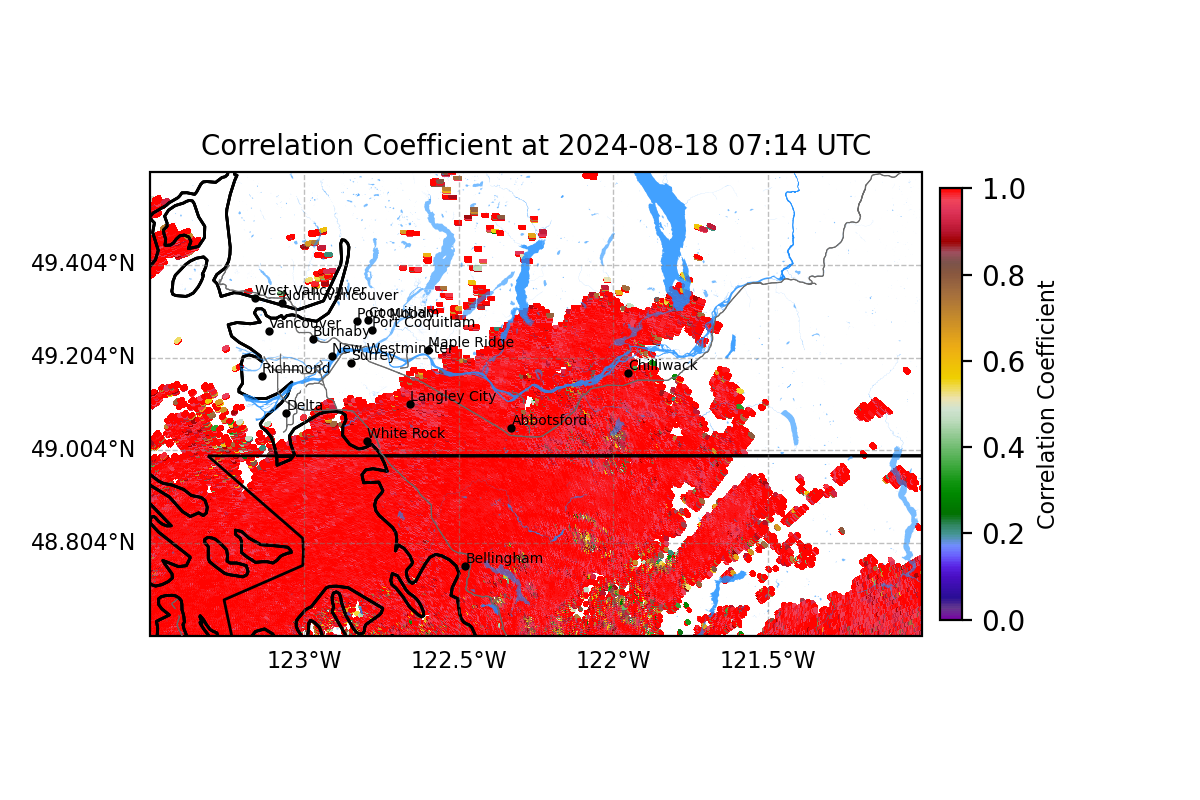 Correlation Coefficient at 2024-08-18 07:14 UTC
49.404°N
49.204°N
49.004°N
48.804°N
West Vancouver
North Vancouver
Port Moody
Coquitlam
Port Coquitlam
Vancouver
Burnaby
New Westminster
Maple Ridge
Surrey
Richmond
Chilliwack
Langley City
Delta
Abbotsford
White Rock
Bellingham
123°W
122.5°W
122°W
121.5°W
1.0
0.8
0.6
0.4
0.2
0.0
Correlation Coefficient